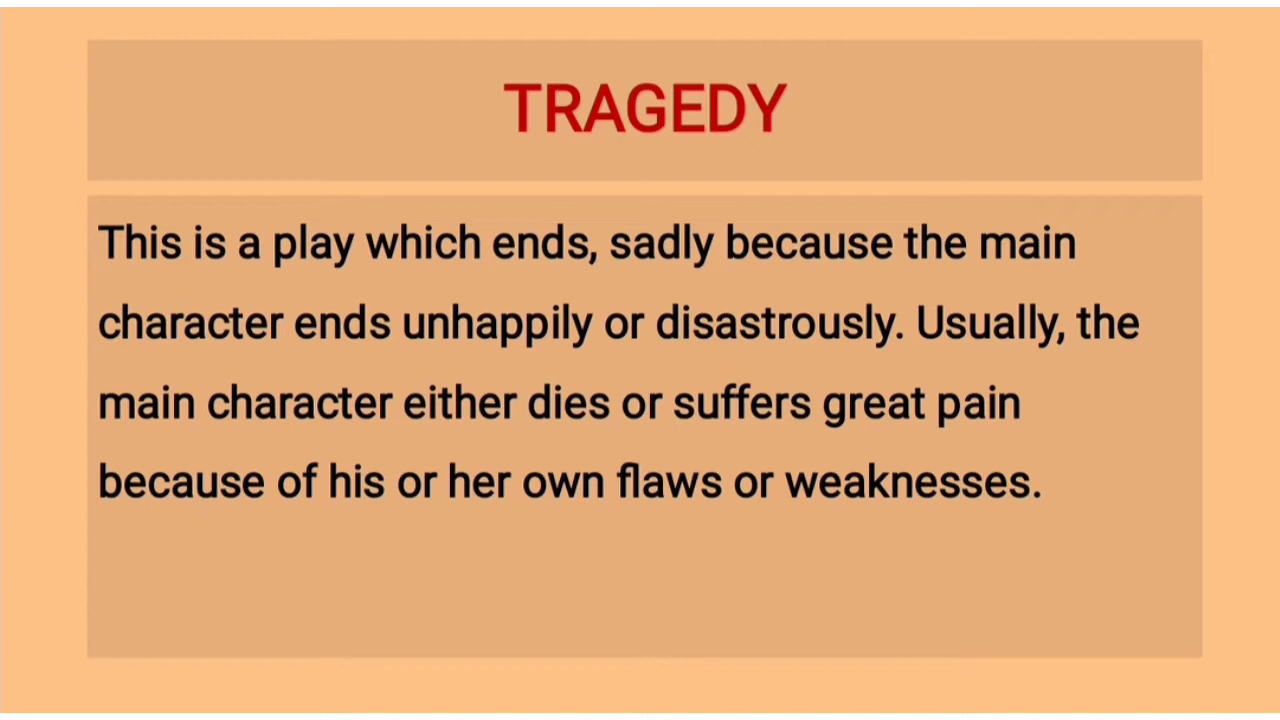 TRAGEDY
This is a play which ends, sadly because the main
character ends unhappily or disastrously. Usually, the
main character either dies or suffers great pain
because of his or her own flaws or weaknesses.